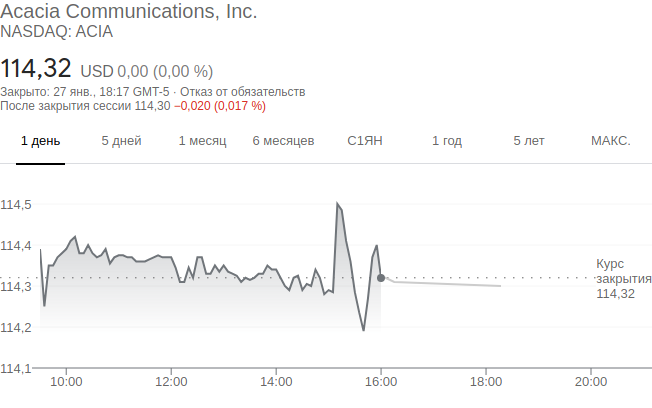 Acacia Communications, Inc.
NASDAQ: ACIA
114,32 USD 0,00 (0,00 %)
Закрыто: 27 янв., 18:17 GMT-5 · Отказ от обязательств
После закрытия сессии 114,30 −0,020 (0,017 %)
1 день 5 дней 1 месяц 6 месяцев С1ЯН 1 год 5 лет МАКС.
114,5
114,4
114,3
114,2
114,1
Курс
закрытия
114,32
10:00 12:00 14:00 16:00 18:00 20:00